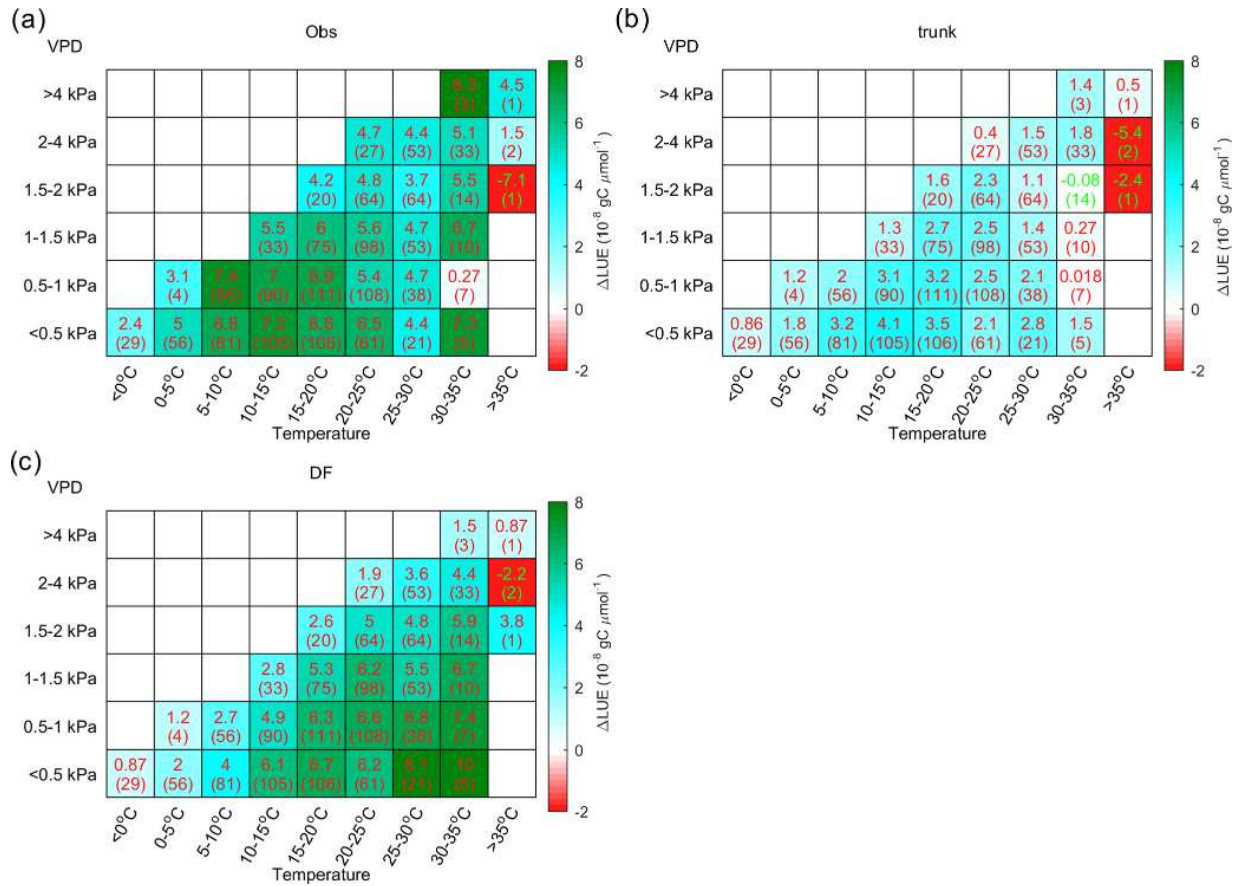 (a)
Obs
VPD
>4 kPa
8.3 4.5
(3) (1)
2-4 kPa
4.7 4.4 5.1 1.5
(27) (53) (33) (2)
1.5-2 kPa
4.2 4.8 3.7 5.5 -7.1
(20) (64) (64) (14) (1)
1-1.5 kPa
5.5 6 5.6 4.7 6.7
(33) (75) (98) (53) (10)
0.5-1 kPa
3.1 7.4 7 6.9 5.4 4.7 0.27
(4) (56) (90) (111) (108) (38) (7)
<0.5 kPa
2.4 5 6.8 7.5 6.6 6.5 4.4 7.3
(29) (56) (81) (105) (106) (61) (21) (5)
<0°C 0-5°C 5-10°C 10-15°C 15-20°C 20-25°C 25-30°C 30-35°C >35°C
Temperature
8
6
4
2
0
-2
ΔLUE (10⁻⁸ gC μmol⁻¹)
(b)
trunk
VPD
>4 kPa
1.4 0.5
(3) (1)
2-4 kPa
0.4 1.5 1.8 -5.4
(27) (53) (33) (2)
1.5-2 kPa
1.6 2.3 1.1 -0.08 -2.4
(20) (64) (64) (14) (1)
1-1.5 kPa
1.3 2.7 2.5 1.4 0.27
(33) (75) (98) (53) (10)
0.5-1 kPa
1.2 2 3.1 3.2 2.5 2.1 0.018
(4) (56) (90) (111) (108) (38) (7)
<0.5 kPa
0.86 1.8 3.2 4.1 3.5 2.1 2.8 1.5
(29) (56) (81) (105) (106) (61) (21) (5)
<0°C 0-5°C 5-10°C 10-15°C 15-20°C 20-25°C 25-30°C 30-35°C >35°C
Temperature
8
6
4
2
0
-2
ΔLUE (10⁻⁸ gC μmol⁻¹)
(c)
DF
VPD
>4 kPa
1.5 0.87
(3) (1)
2-4 kPa
1.9 3.6 4.4 -2.2
(27) (53) (33) (2)
1.5-2 kPa
2.6 5 4.8 5.9 3.8
(20) (64) (64) (14) (1)
1-1.5 kPa
2.8 5.3 6.2 5.5 6.7
(33) (75) (98) (53) (10)
0.5-1 kPa
1.2 2.7 4.9 6.3 6.6 6.8 7.4
(4) (56) (90) (111) (108) (38) (7)
<0.5 kPa
0.87 2 4 6.1 6.7 6.2 8.1 10
(29) (56) (81) (105) (106) (61) (21) (5)
<0°C 0-5°C 5-10°C 10-15°C 15-20°C 20-25°C 25-30°C 30-35°C >35°C
Temperature
8
6
4
2
0
-2
ΔLUE (10⁻⁸ gC μmol⁻¹)